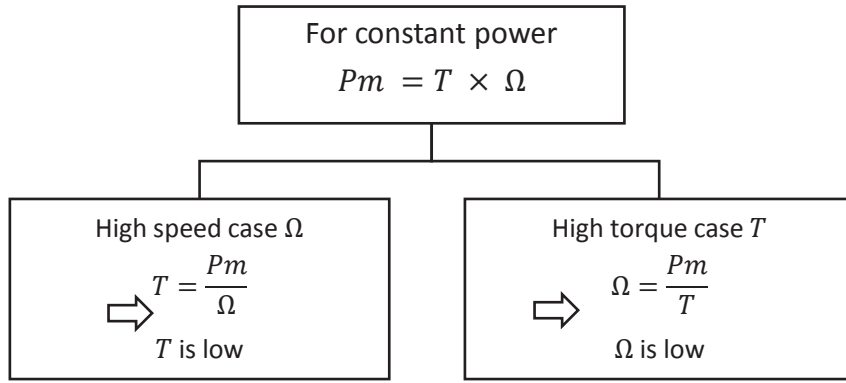 For constant power
Pm = T × Ω
High speed case Ω
T = Pm/Ω
T is low
High torque case T
Ω = Pm/T
Ω is low